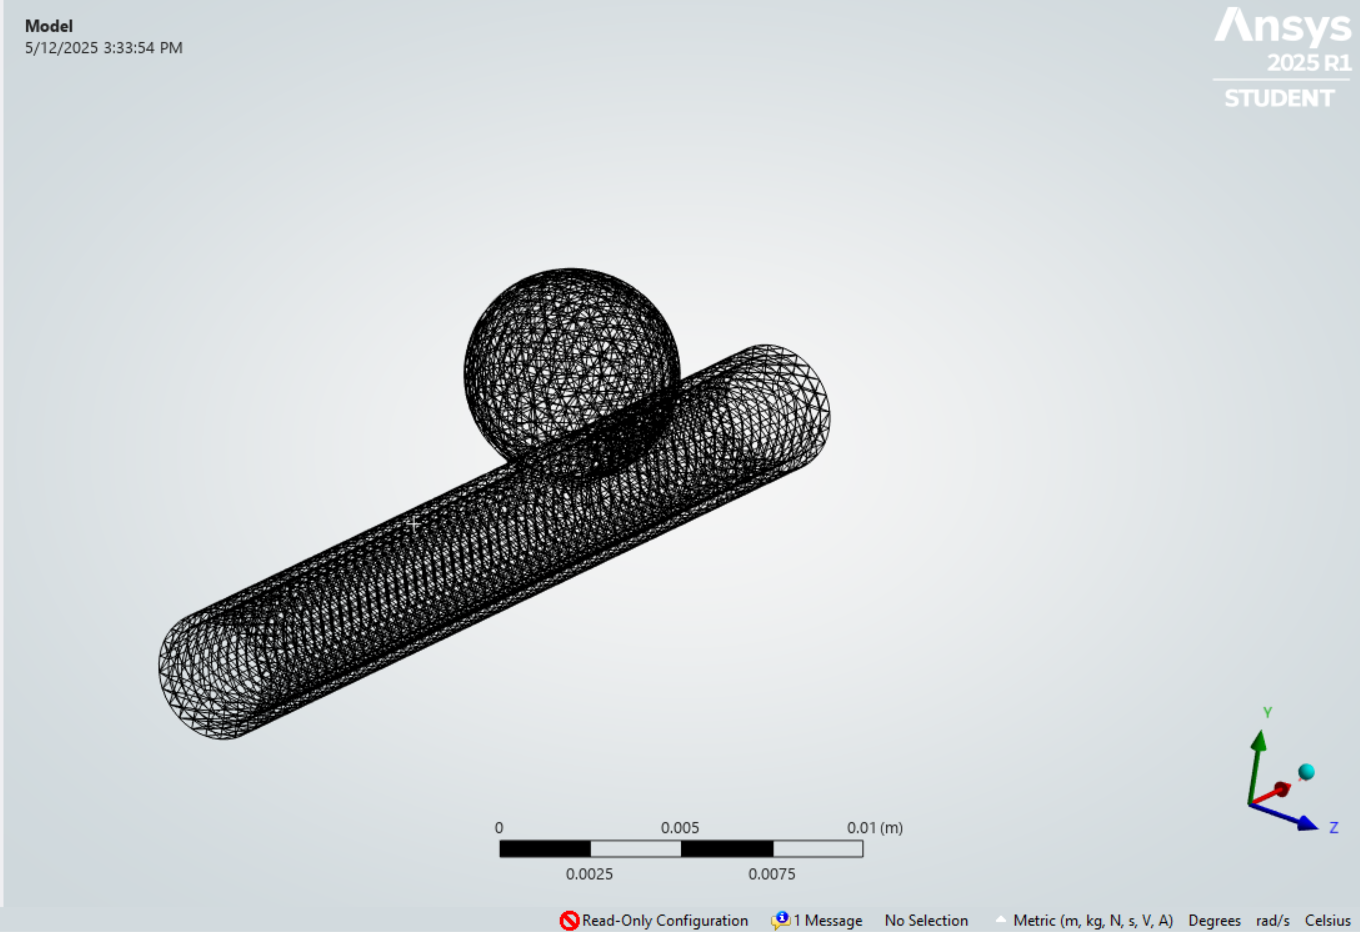 Model
5/12/2025 3:33:54 PM
Ansys
2025 R1
STUDENT
Y
Z
0 0.005 0.01 (m)
0.0025 0.0075
Read-Only Configuration 1 Message No Selection Metric (m, kg, N, s, V, A) Degrees rad/s Celsius